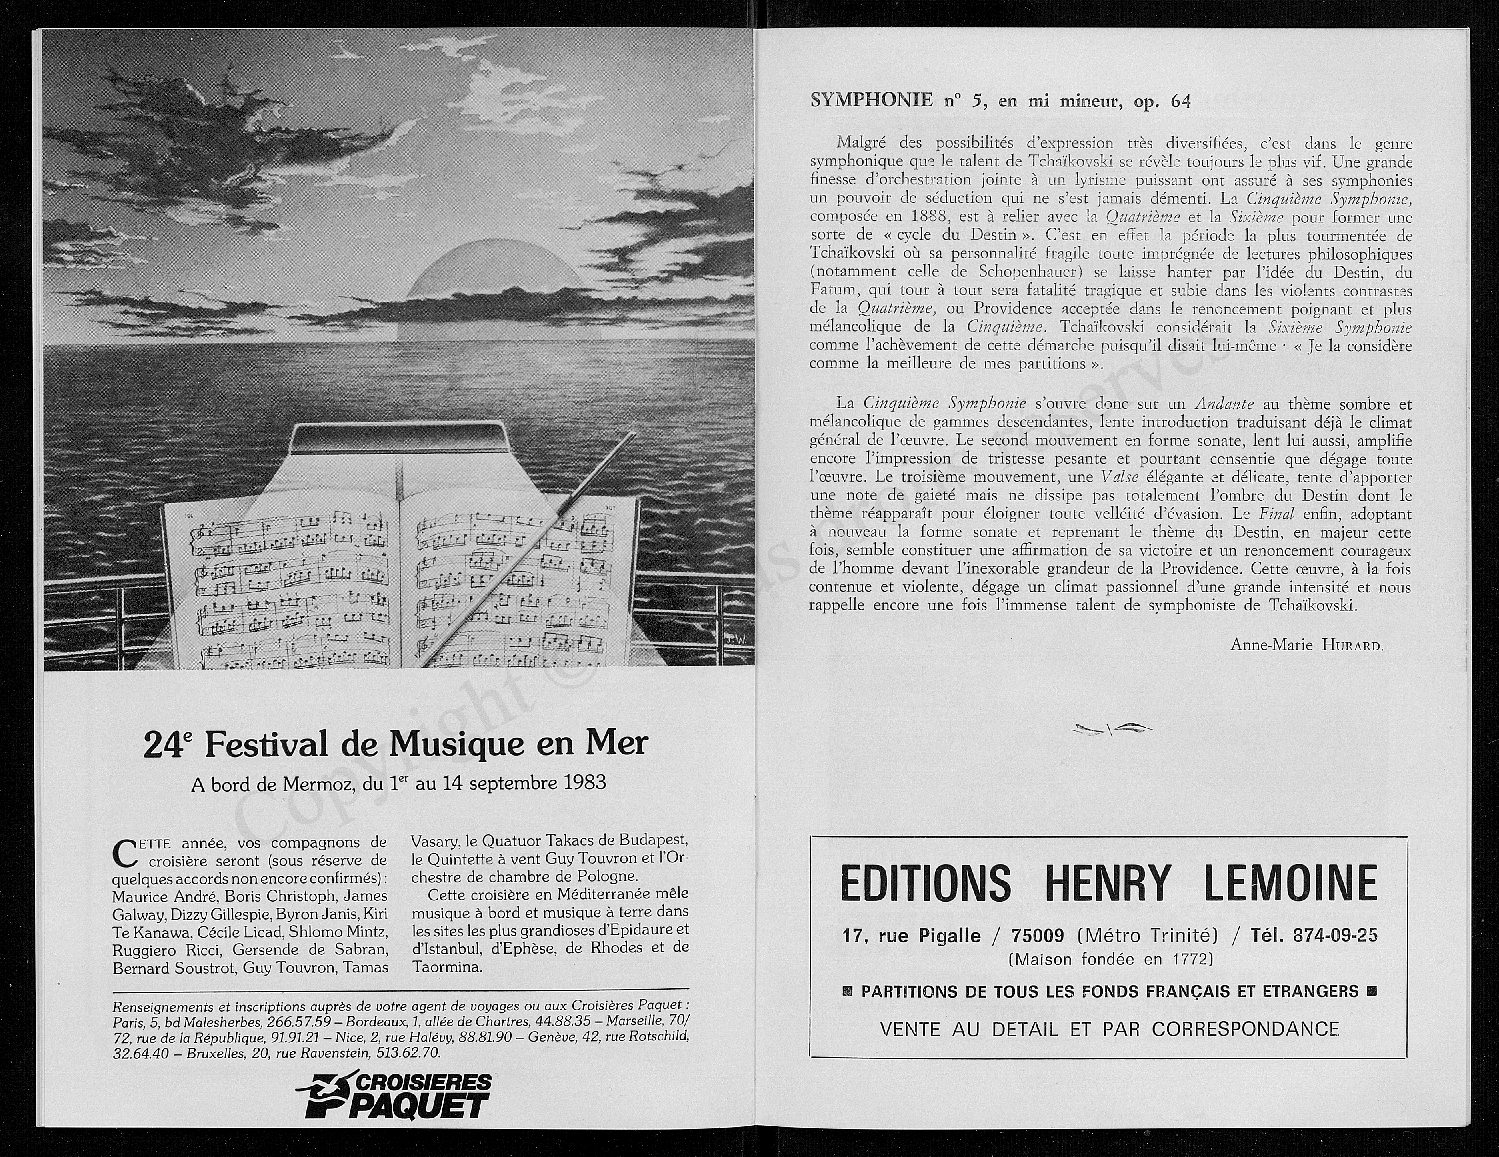 24e Festival de Musique en Mer
A bord de Mermoz, du 1er au 14 septembre 1983
CETTE année, vos compagnons de
croisière seront (sous réserve de
quelques accords non encore confirmés) :
Maurice André, Boris Christoph, James
Galway, Dizzy Gillespie, Byron Janis, Kiri
Te Kanawa, Cécile Licad, Shlomo Mintz,
Ruggiero Ricci, Gersende de Sabran,
Bernard Soustrot, Guy Touvron, Tamas
Vasary, le Quatuor Takacs de Budapest,
le Quintette à vent Guy Touvron et l'Or-
chestre de chambre de Pologne.
Cette croisière en Méditerranée mêle
musique à bord et musique à terre dans
les sites les plus grandioses d'Epidaure et
d'Istanbul, d'Ephèse, de Rhodes et de
Taormina.
Renseignements et inscriptions auprès de votre agent de voyages ou aux Croisières Paquet :
Paris, 5, bd Malesherbes, 266.57.59 – Bordeaux, 1, allée de Chartres, 44.88.35 – Marseille, 70/
72, rue de la République, 91.91.21 – Nice, 2, rue Halévy, 88.81.90 – Genève, 42, rue Rotschild,
32.64.40 – Bruxelles, 20, rue Ravenstein, 513.62.70.
CROISIERES
PAQUET
SYMPHONIE n° 5, en mi mineur, op. 64
Malgré des possibilités d'expression très diversifiées, c'est dans le genre
symphonique que le talent de Tchaïkovski se révèle toujours le plus vif. Une grande
finesse d'orchestration jointe à un lyrisme puissant ont assuré à ses symphonies
un pouvoir de séduction qui ne s'est jamais démenti. La Cinquième Symphonie,
composée en 1888, est à relier avec la Quatrième et la Sixième pour former une
sorte de « cycle du Destin ». C'est en effet la période la plus tourmentée de
Tchaïkovski où sa personnalité fragile toute imprégnée de lectures philosophiques
(notamment celle de Schopenhauer) se laisse hanter par l'idée du Destin, du
Fatum, qui tour à tour sera fatalité tragique et subie dans les violents contrastes
de la Quatrième, ou Providence acceptée dans le renoncement poignant et plus
mélancolique de la Cinquième. Tchaïkovski considérait la Sixième Symphonie
comme l'achèvement de cette démarche puisqu'il disait lui-même : « Je la considère
comme la meilleure de mes partitions ».
La Cinquième Symphonie s'ouvre donc sur un Andante au thème sombre et
mélancolique de gammes descendantes, lente introduction traduisant déjà le climat
général de l'œuvre. Le second mouvement en forme sonate, lent lui aussi, amplifie
encore l'impression de tristesse pesante et pourtant consentie que dégage toute
l'œuvre. Le troisième mouvement, une Valse élégante et délicate, tente d'apporter
une note de gaieté mais ne dissipe pas totalement l'ombre du Destin dont le
thème réapparaît pour éloigner toute velléité d'évasion. Le Final enfin, adoptant
à nouveau la forme sonate et reprenant le thème du Destin, en majeur cette
fois, semble constituer une affirmation de sa victoire et un renoncement courageux
de l'homme devant l'inexorable grandeur de la Providence. Cette œuvre, à la fois
contenue et violente, dégage un climat passionnel d'une grande intensité et nous
rappelle encore une fois l'immense talent de symphoniste de Tchaïkovski.
Anne-Marie HURARD.
EDITIONS HENRY LEMOINE
17, rue Pigalle / 75009 (Métro Trinité) / Tél. 874-09-25
(Maison fondée en 1772)
■ PARTITIONS DE TOUS LES FONDS FRANÇAIS ET ETRANGERS ■
VENTE AU DETAIL ET PAR CORRESPONDANCE